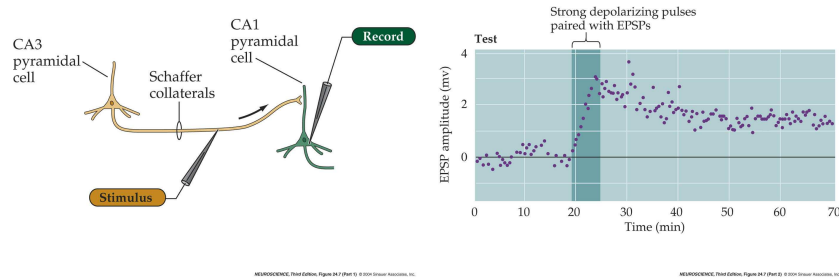 CA3
pyramidal
cell
Schaffer
collaterals
CA1
pyramidal
cell
Record
Stimulus
NEUROSCIENCE, Third Edition, Figure 24.7 (Part 1) © 2004 Sinauer Associates, Inc.
Strong depolarizing pulses
paired with EPSPs
Test
EPSP amplitude (mv)
4
2
0
0 10 20 30 40 50 60 70
Time (min)
NEUROSCIENCE, Third Edition, Figure 24.7 (Part 2) © 2004 Sinauer Associates, Inc.